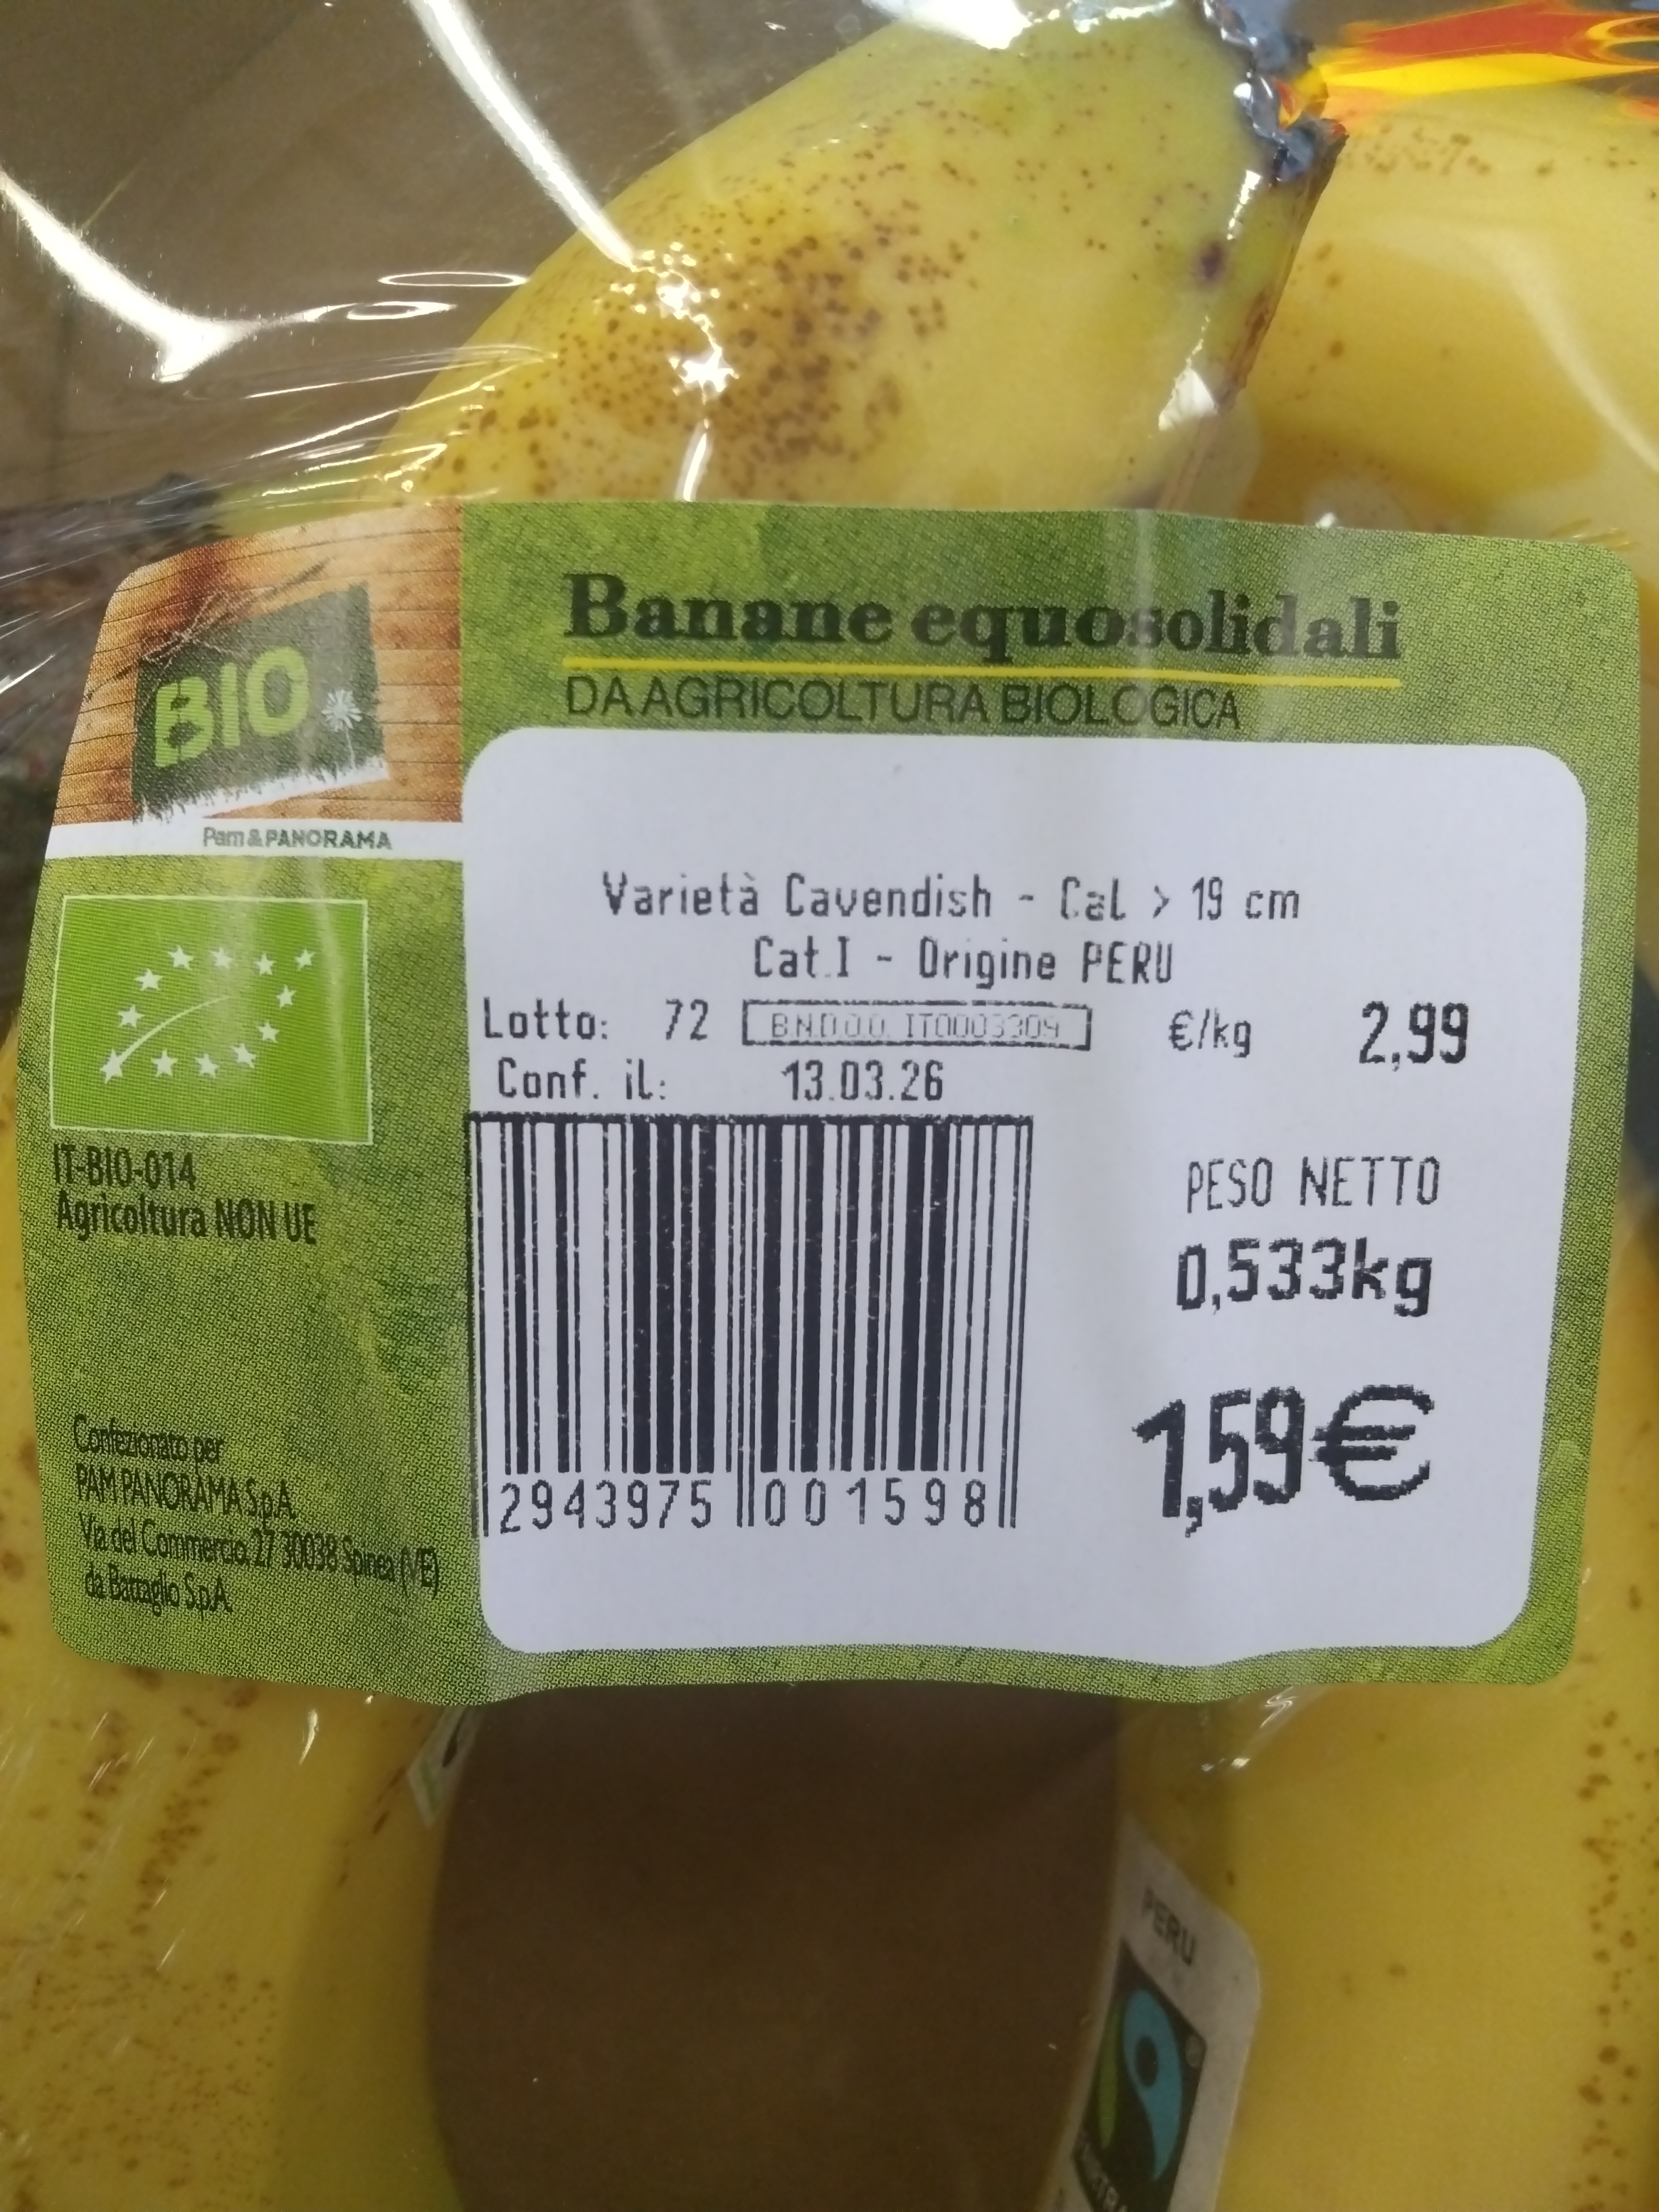 BIO
Pam&PANORAMA
Banane equosolidali
DA AGRICOLTURA BIOLOGICA
Varietà Cavendish - Cal > 19 cm
Cat.I - Origine PERU
Lotto: 72 B.N.D.O.O. IT0003309 €/kg 2,99
Conf. il: 13.03.26
PESO NETTO
0,533kg
1,59€
2943975 001598
IT-BIO-014
Agricoltura NON UE
Confezionato per
PAM PANORAMA S.p.A.
Via del Commercio, 27 30038 Spinea (VE)
da Battaglio S.p.A.
PERU